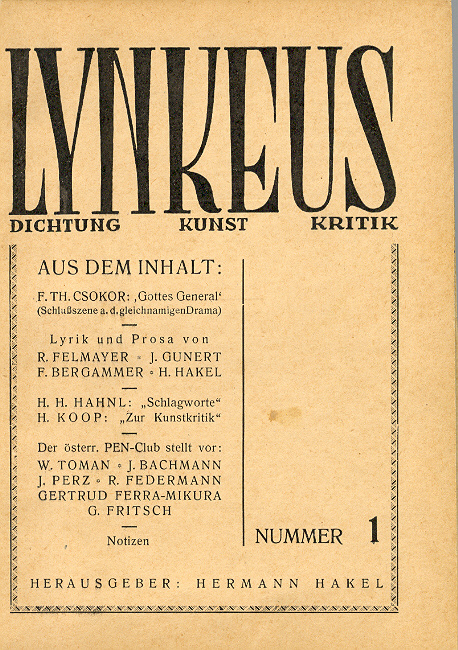 LYNKEUS
DICHTUNG KUNST KRITIK
AUS DEM INHALT:
F. TH. CSOKOR: ‚Gottes General‘
(Schlußszene a. d. gleichnamigen Drama)
Lyrik und Prosa von
R. FELMAYER ∘ J. GUNERT
F. BERGAMMER ∘ H. HAKEL
H. H. HAHNL: „Schlagworte“
H. KOOP: „Zur Kunstkritik“
Der österr. PEN-Club stellt vor:
W. TOMAN ∘ J. BACHMANN
J. PERZ ∘ R. FEDERMANN
GERTRUD FERRA-MIKURA
G. FRITSCH
Notizen
NUMMER 1
HERAUSGEBER: HERMANN HAKEL